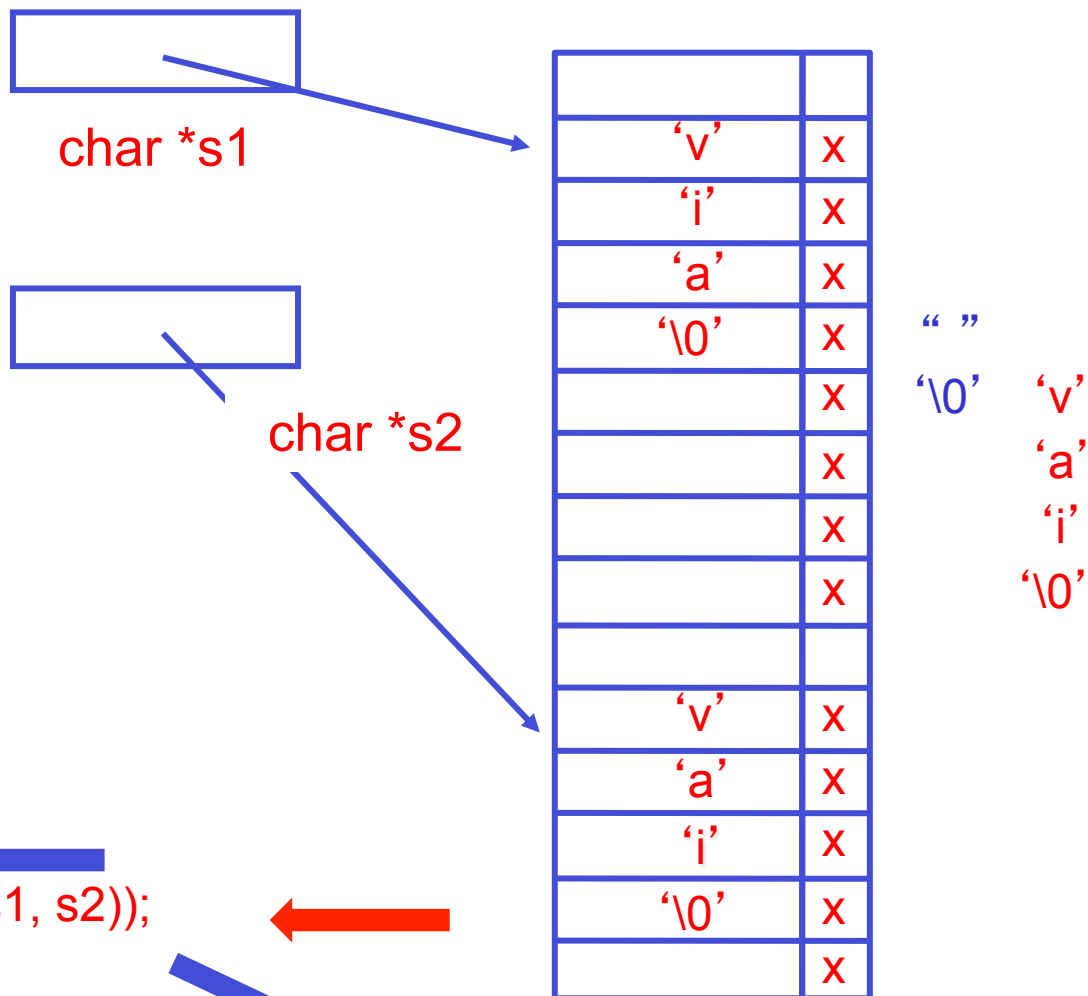 char *s1
char *s2
1, s2));
‘v’ x
‘i’ x
‘a’ x
‘\0’ x “ ”
x ‘\0’ ‘v’
x ‘a’
x ‘i’
x ‘\0’
‘v’ x
‘a’ x
‘i’ x
‘\0’ x
x